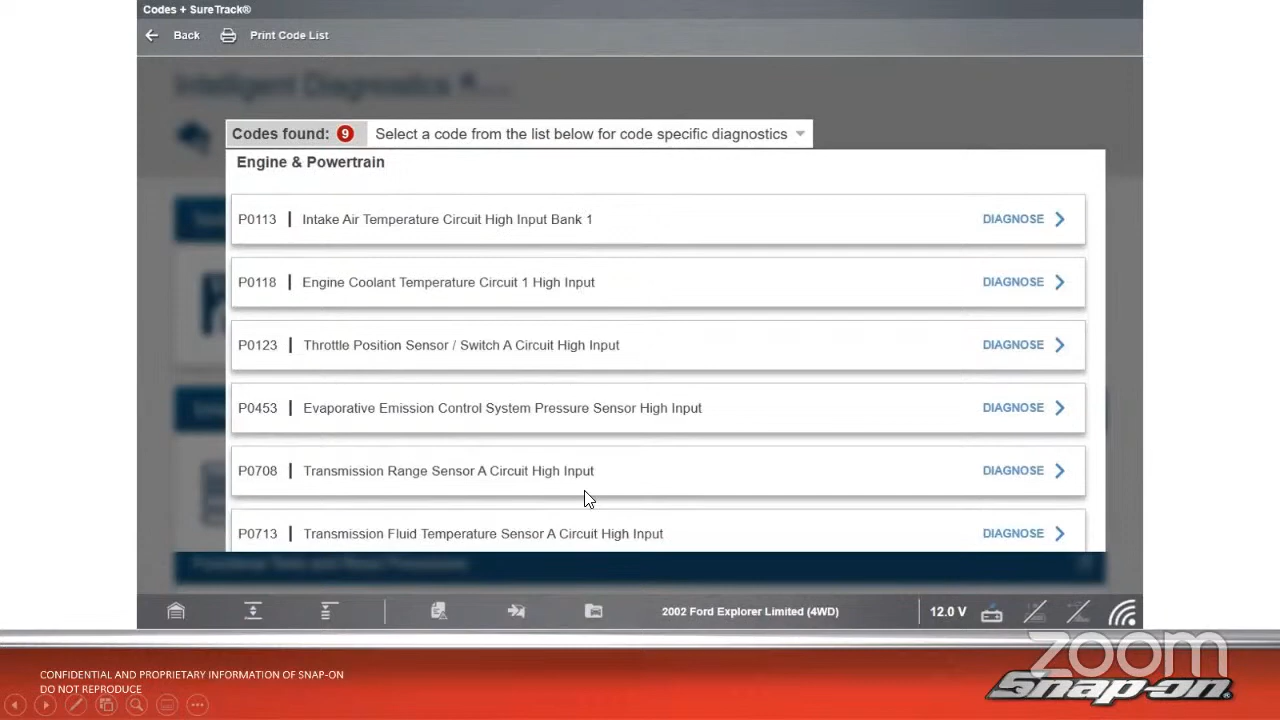 Codes + SureTrack®
Back Print Code List
Intelligent Diagnostics
Codes found: 9 Select a code from the list below for code specific diagnostics
Engine & Powertrain
P0113 | Intake Air Temperature Circuit High Input Bank 1 DIAGNOSE
P0118 | Engine Coolant Temperature Circuit 1 High Input DIAGNOSE
P0123 | Throttle Position Sensor / Switch A Circuit High Input DIAGNOSE
P0453 | Evaporative Emission Control System Pressure Sensor High Input DIAGNOSE
P0708 | Transmission Range Sensor A Circuit High Input DIAGNOSE
P0713 | Transmission Fluid Temperature Sensor A Circuit High Input DIAGNOSE
2002 Ford Explorer Limited (4WD) 12.0 V
zoom
CONFIDENTIAL AND PROPRIETARY INFORMATION OF SNAP-ON
DO NOT REPRODUCE
Snap-on